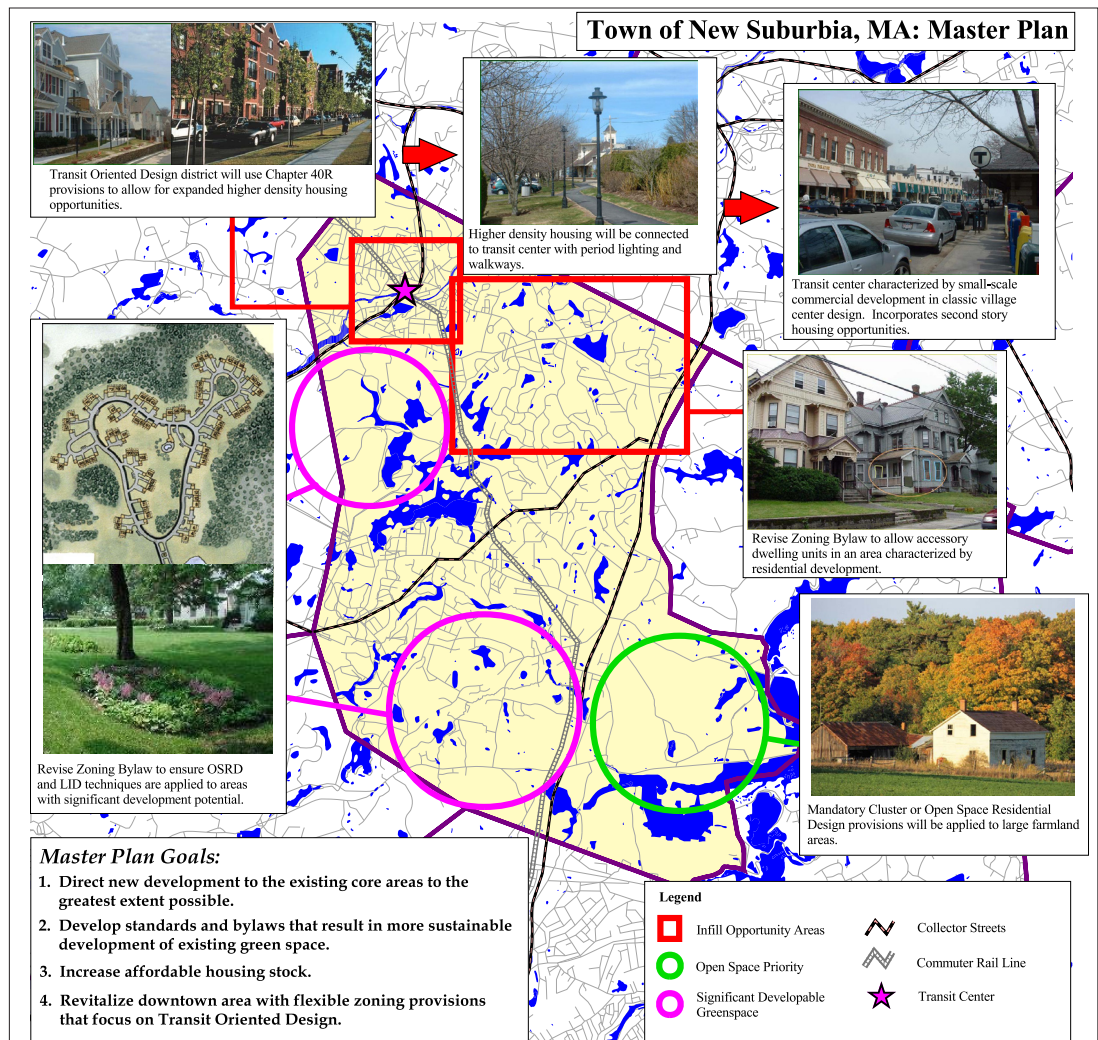 Town of New Suburbia, MA: Master Plan
Transit Oriented Design district will use Chapter 40R
provisions to allow for expanded higher density housing
opportunities.
Higher density housing will be connected
to transit center with period lighting and
walkways.
T
Transit center characterized by small-scale
commercial development in classic village
center design. Incorporates second story
housing opportunities.
Revise Zoning Bylaw to allow accessory
dwelling units in an area characterized by
residential development.
Revise Zoning Bylaw to ensure OSRD
and LID techniques are applied to areas
with significant development potential.
Mandatory Cluster or Open Space Residential
Design provisions will be applied to large farmland
areas.
Master Plan Goals:
1. Direct new development to the existing core areas to the
greatest extent possible.
2. Develop standards and bylaws that result in more sustainable
development of existing green space.
3. Increase affordable housing stock.
4. Revitalize downtown area with flexible zoning provisions
that focus on Transit Oriented Design.
Legend
Infill Opportunity Areas
Open Space Priority
Significant Developable
Greenspace
Collector Streets
Commuter Rail Line
Transit Center